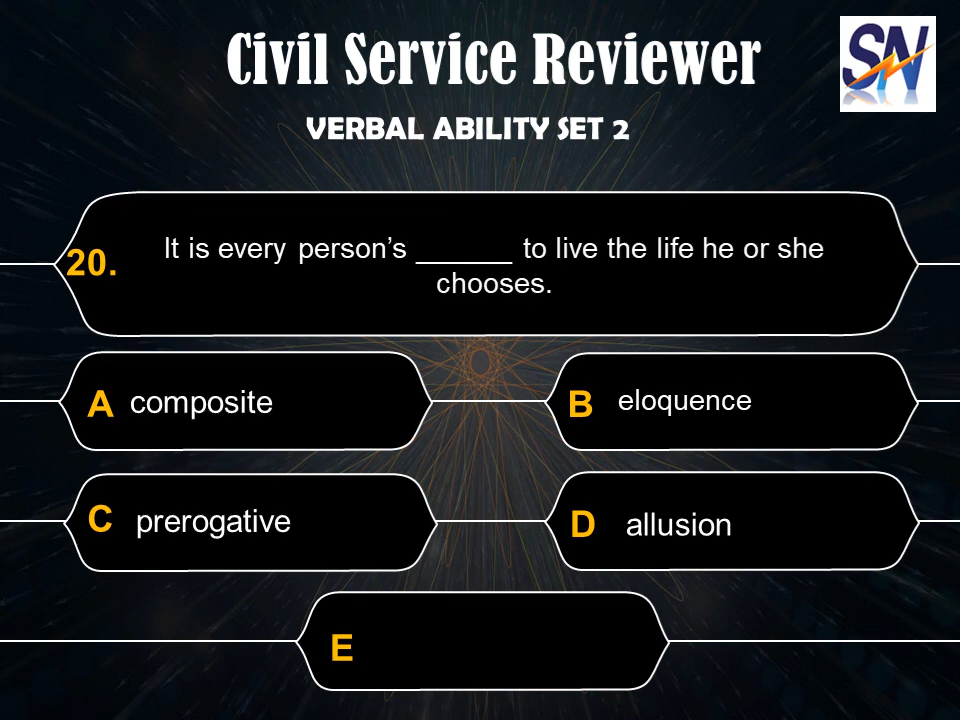 Civil Service Reviewer
SN
VERBAL ABILITY SET 2
20.
It is every person’s ______ to live the life he or she
chooses.
A composite
B eloquence
C prerogative
D allusion
E